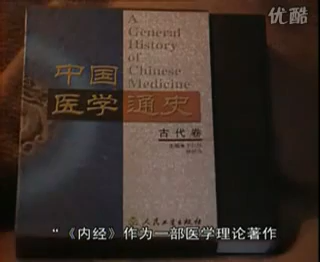 优酷
A
General
History
of
Chinese
Medicine
中国
医学通史
古代卷
人民卫生出版社
“《内经》作为一部医学理论著作